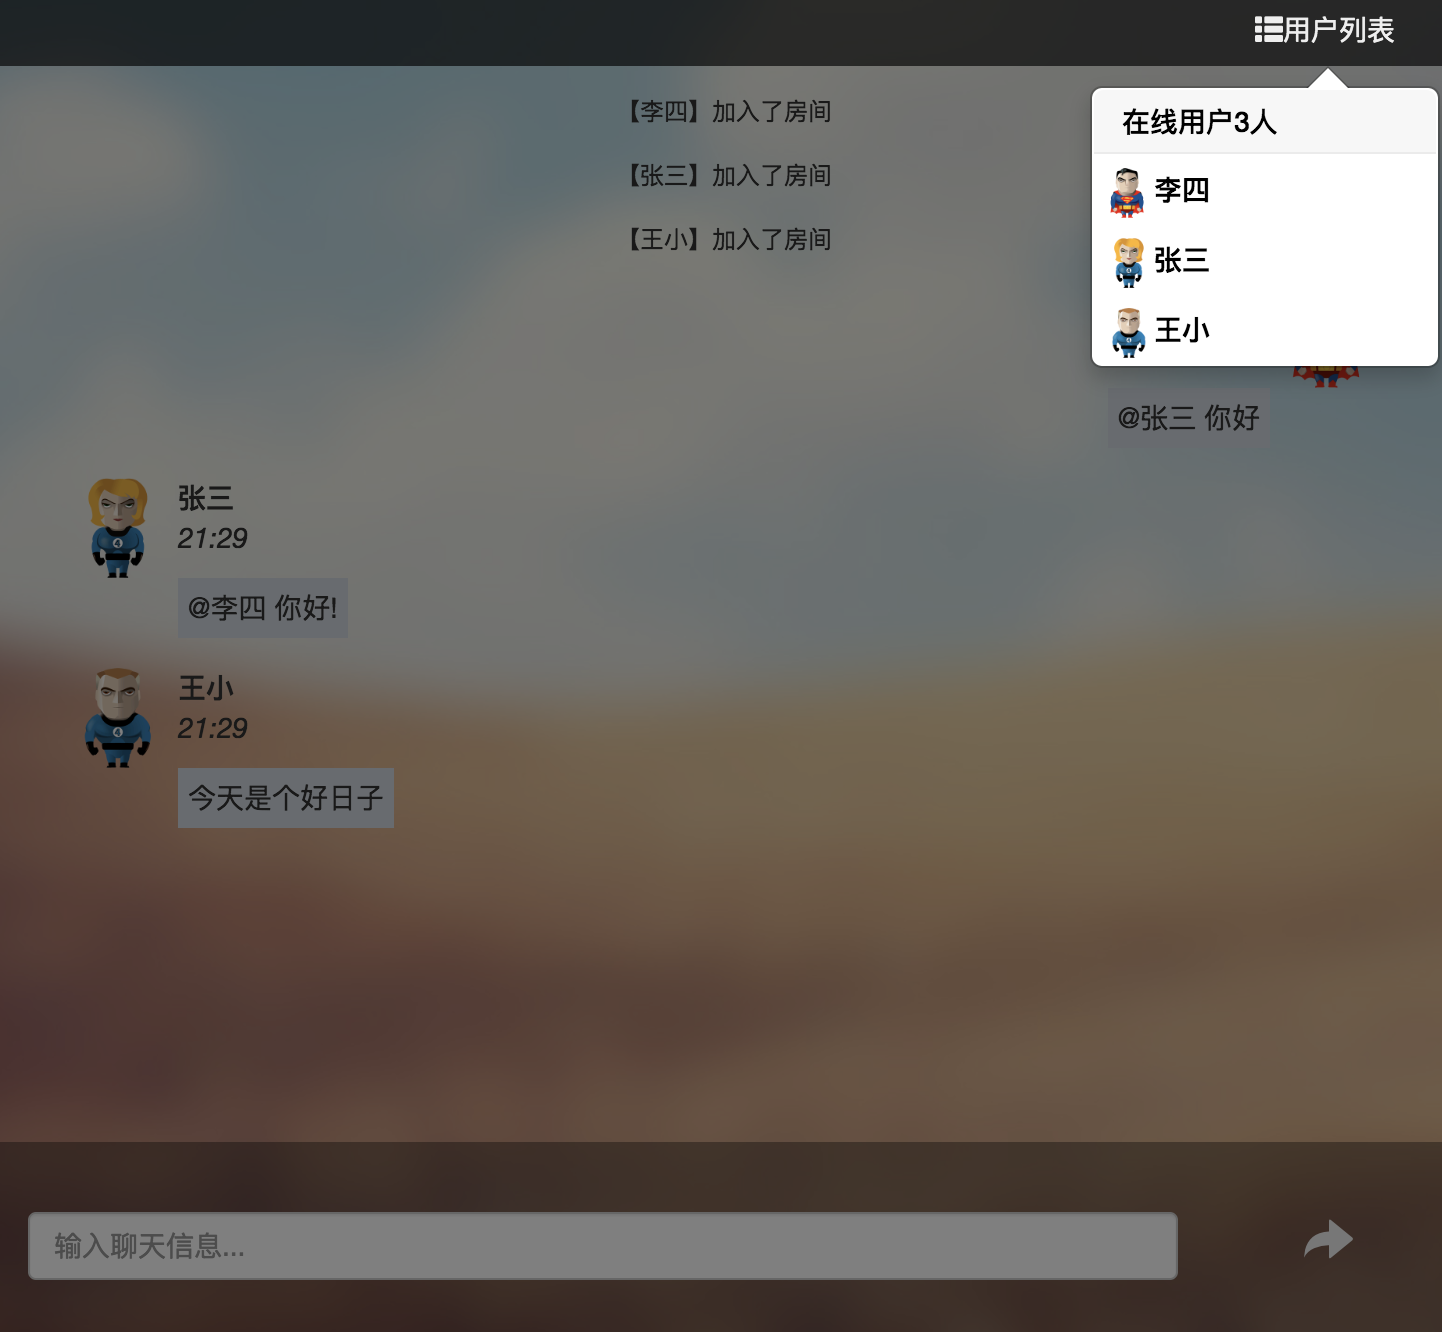 用户列表
【李四】加入了房间
【张三】加入了房间
【王小】加入了房间
在线用户3人
李四
张三
王小
@张三 你好
张三
21:29
@李四 你好!
王小
21:29
今天是个好日子
输入聊天信息...